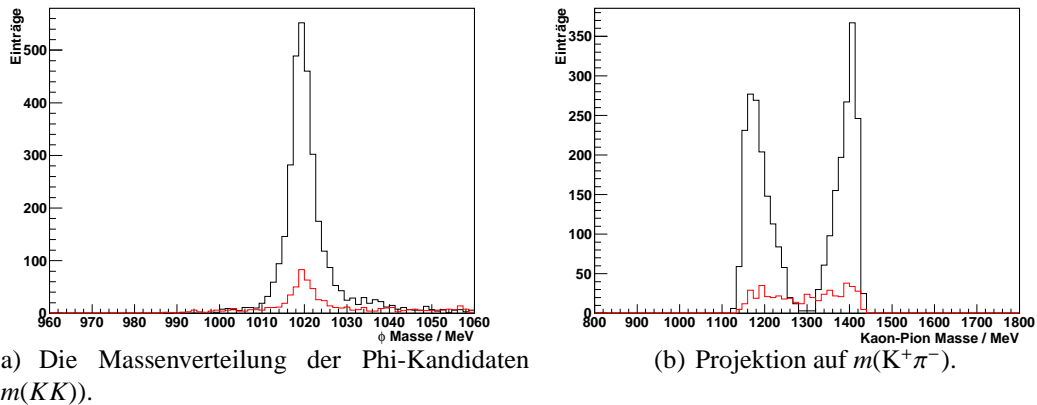 Einträge
500
400
300
200
100
0
960 970 980 990 1000 1010 1020 1030 1040 1050 1060
ϕ Masse / MeV
a) Die Massenverteilung der Phi-Kandidaten
m(KK)).
Einträge
350
300
250
200
150
100
50
0
800 900 1000 1100 1200 1300 1400 1500 1600 1700 1800
Kaon-Pion Masse / MeV
(b) Projektion auf m(K⁺π⁻).